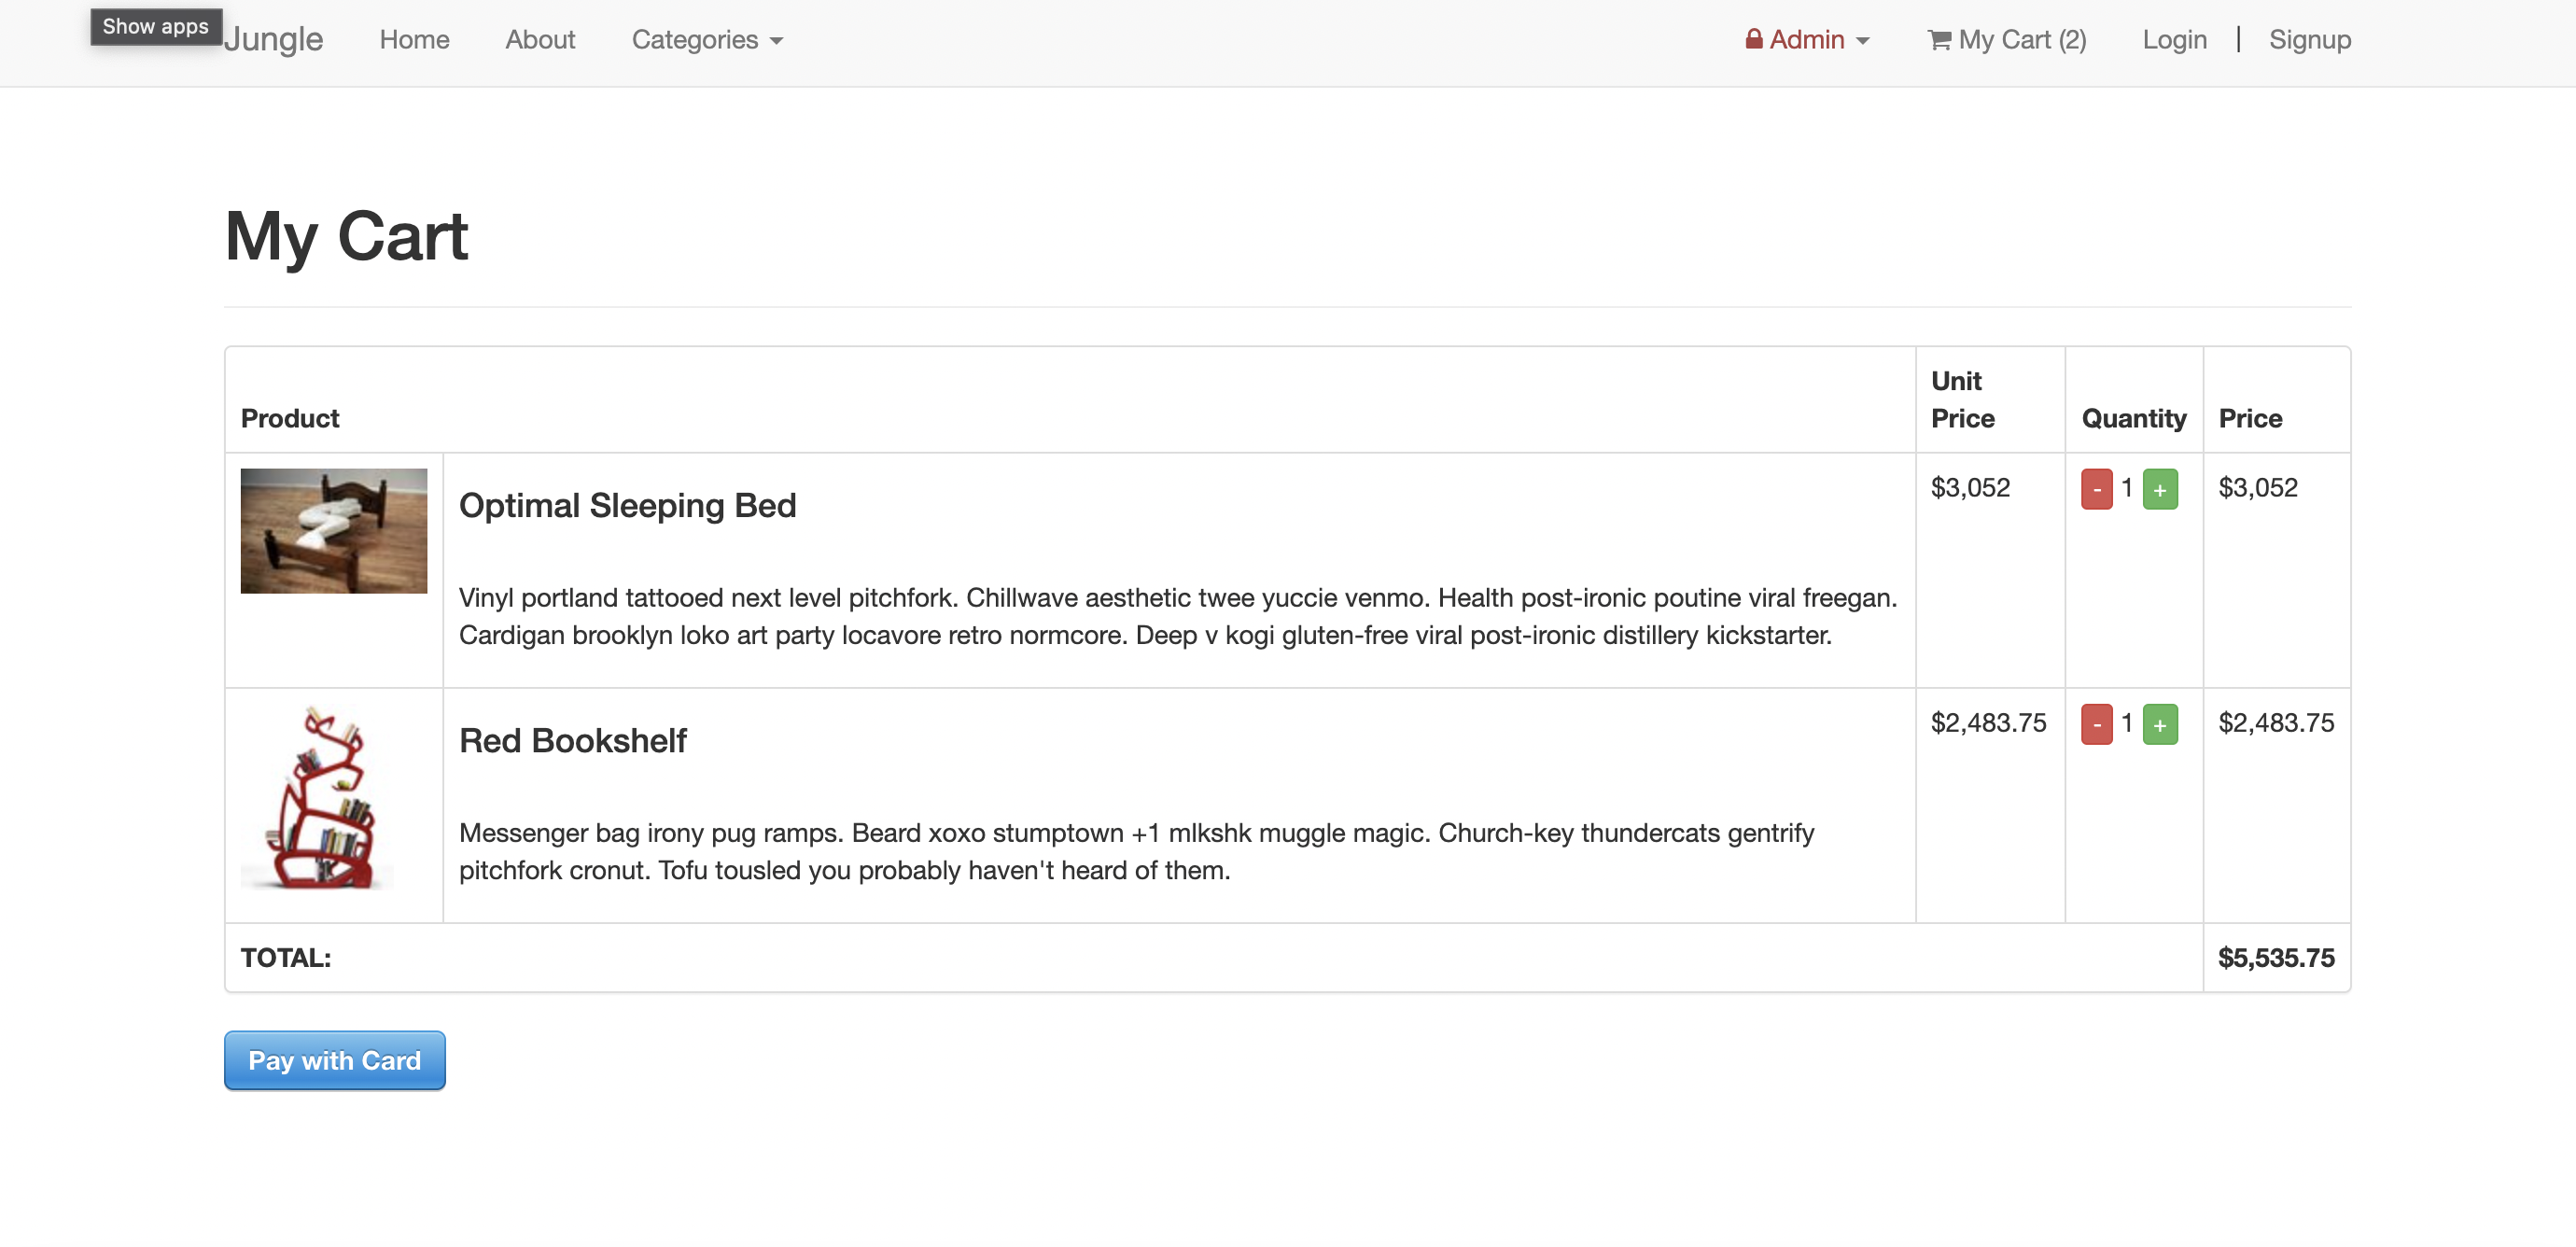 Show apps
Jungle Home About Categories Admin My Cart (2) Login | Signup
My Cart
Product Unit Price Quantity Price
Optimal Sleeping Bed $3,052 - 1 + $3,052
Vinyl portland tattooed next level pitchfork. Chillwave aesthetic twee yuccie venmo. Health post-ironic poutine viral freegan.
Cardigan brooklyn loko art party locavore retro normcore. Deep v kogi gluten-free viral post-ironic distillery kickstarter.
Red Bookshelf $2,483.75 - 1 + $2,483.75
Messenger bag irony pug ramps. Beard xoxo stumptown +1 mlkshk muggle magic. Church-key thundercats gentrify
pitchfork cronut. Tofu tousled you probably haven't heard of them.
TOTAL: $5,535.75
Pay with Card